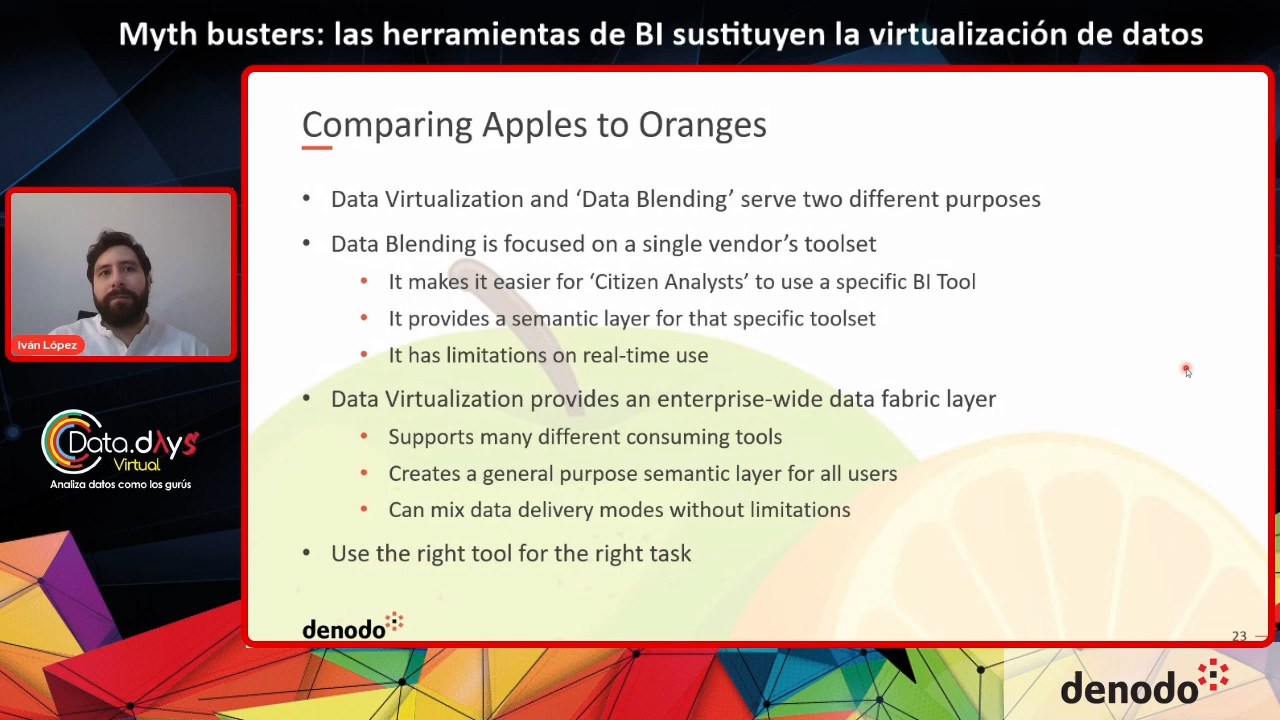 Myth busters: las herramientas de BI sustituyen la virtualización de datos
Comparing Apples to Oranges
• Data Virtualization and ‘Data Blending’ serve two different purposes
• Data Blending is focused on a single vendor’s toolset
• It makes it easier for ‘Citizen Analysts’ to use a specific BI Tool
• It provides a semantic layer for that specific toolset
• It has limitations on real-time use
• Data Virtualization provides an enterprise-wide data fabric layer
• Supports many different consuming tools
• Creates a general purpose semantic layer for all users
• Can mix data delivery modes without limitations
• Use the right tool for the right task
denodo
23
Iván López
Data.dAys
Virtual
Analiza datos como los gurús
denodo